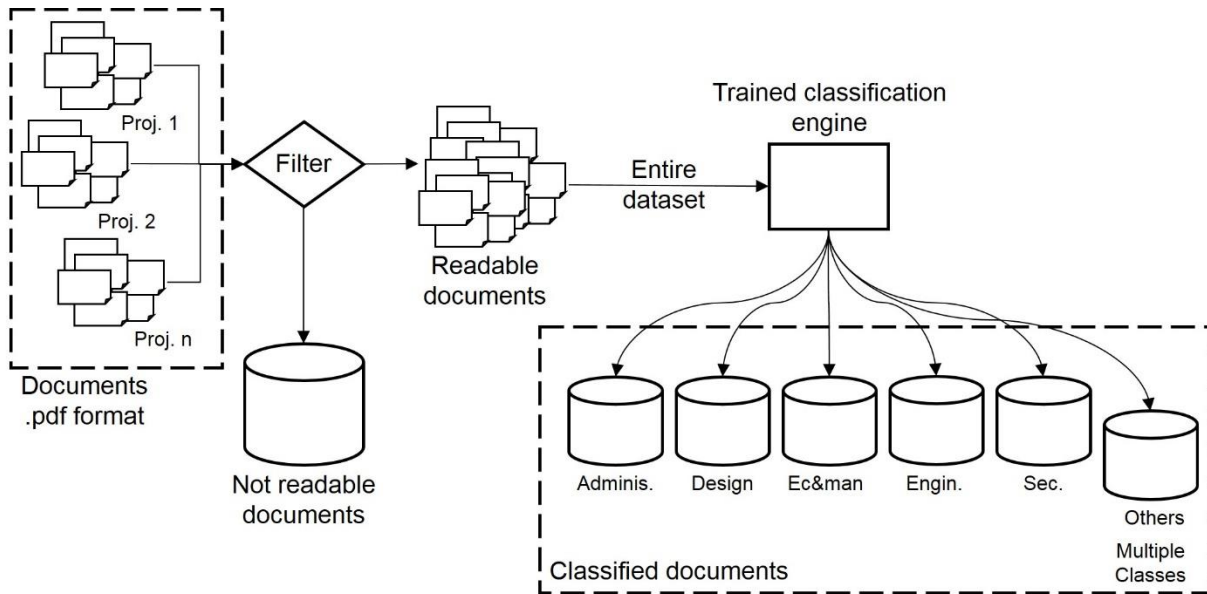 Proj. 1
Proj. 2
Proj. n
Documents
.pdf format
Filter
Not readable
documents
Readable
documents
Entire
dataset
Trained classification
engine
Adminis.
Design
Ec&man
Engin.
Sec.
Others
Multiple
Classes
Classified documents